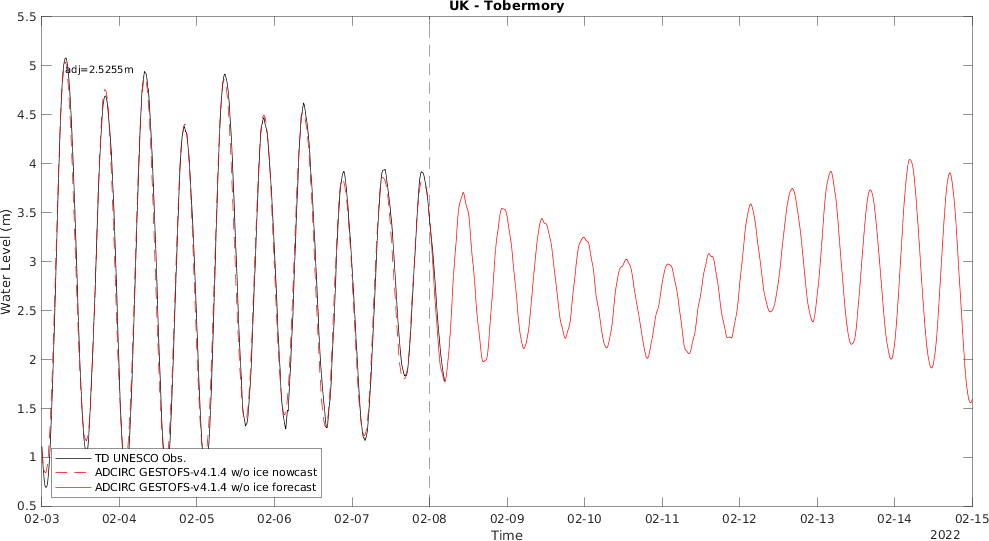 UK - Tobermory
adj=2.5255m
Water Level (m)
5.5
5
4.5
4
3.5
3
2.5
2
1.5
1
0.5
TD UNESCO Obs.
ADCIRC GESTOFS-v4.1.4 w/o ice nowcast
ADCIRC GESTOFS-v4.1.4 w/o ice forecast
02-03 02-04 02-05 02-06 02-07 02-08 02-09 02-10 02-11 02-12 02-13 02-14 02-15
Time
2022